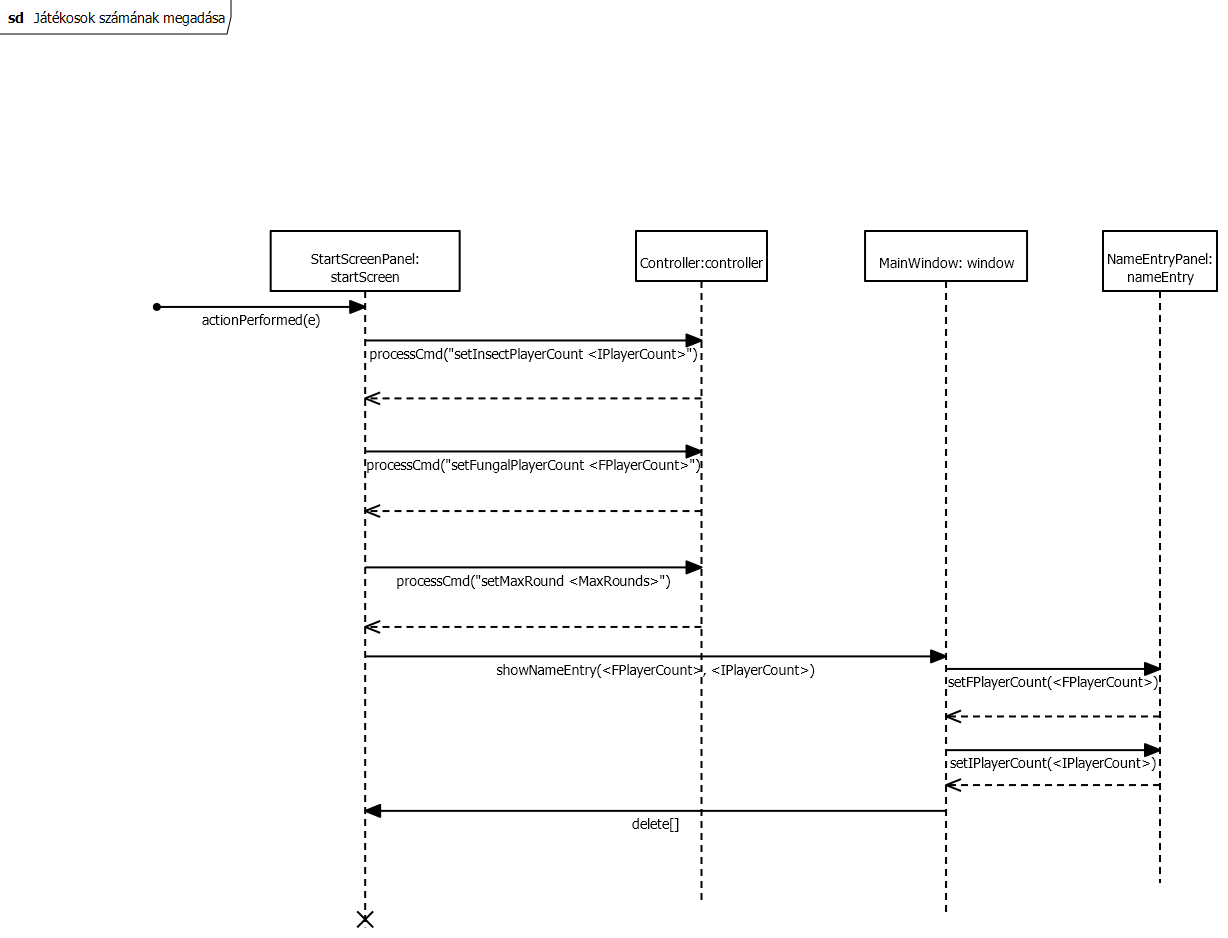 sd Játékosok számának megadása
StartScreenPanel:
startScreen
Controller:controller
MainWindow: window
NameEntryPanel:
nameEntry
actionPerformed(e)
processCmd("setInsectPlayerCount <IPlayerCount>")
processCmd("setFungalPlayerCount <FPlayerCount>")
processCmd("setMaxRound <MaxRounds>")
showNameEntry(<FPlayerCount>, <IPlayerCount>)
setFPlayerCount(<FPlayerCount>)
setIPlayerCount(<IPlayerCount>)
delete[]